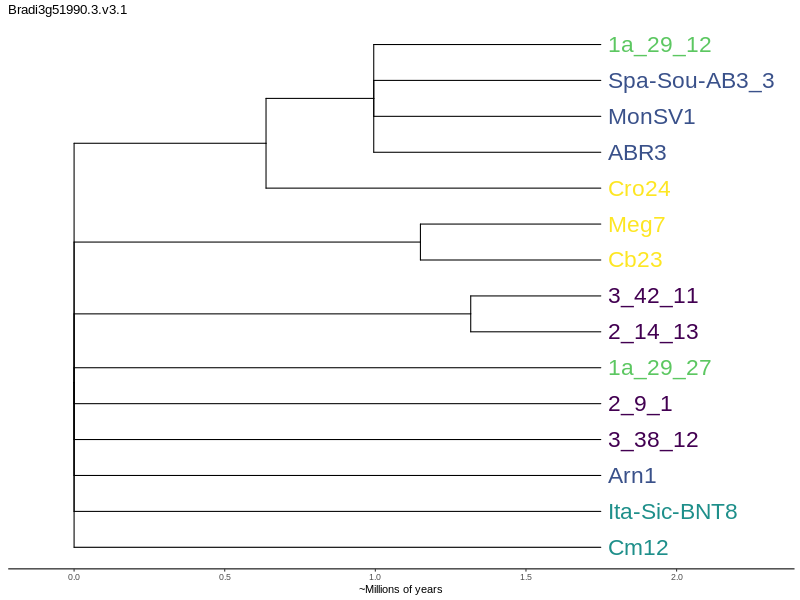 Bradi3g51990.3.v3.1
1a_29_12
Spa-Sou-AB3_3
MonSV1
ABR3
Cro24
Meg7
Cb23
3_42_11
2_14_13
1a_29_27
2_9_1
3_38_12
Arn1
Ita-Sic-BNT8
Cm12
0.0 0.5 1.0 1.5 2.0
~Millions of years